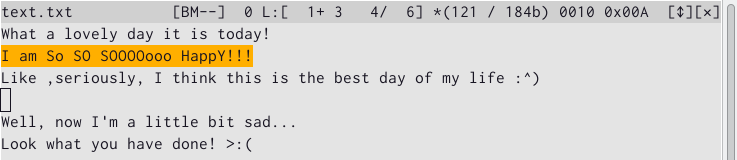 text.txt [BM--] 0 L:[ 1+ 3 4/ 6] *(121 / 184b) 0010 0x00A [↕][×]
What a lovely day it is today!
I am So SO SOOOOooo HappY!!!
Like ,seriously, I think this is the best day of my life :^)
Well, now I'm a little bit sad...
Look what you have done! >:(